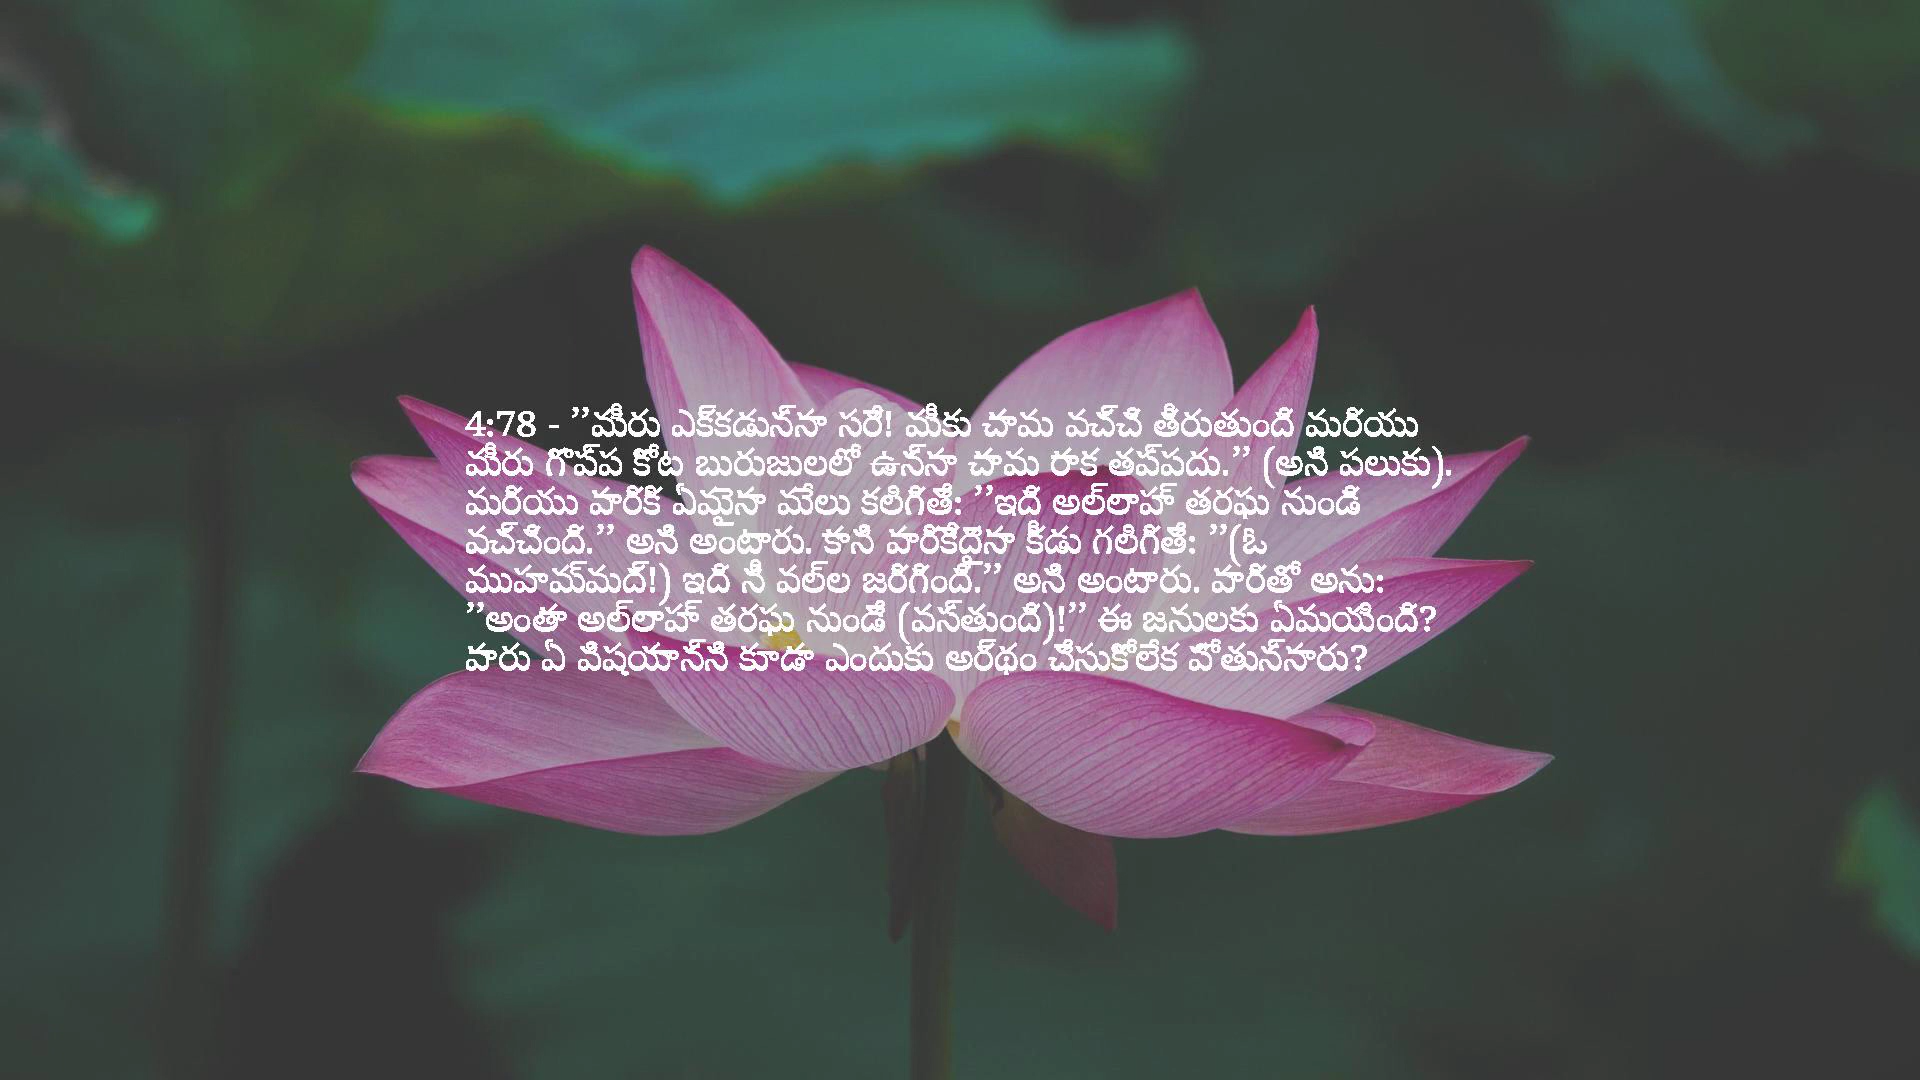 4:78 - ’’మీరు ఎక్కడున్నా సరే! మీకు చావు వచ్చి తీరుతుంది మరియు
మీరు గొప్ప కోట బురుజులలో ఉన్నా చావు రాక తప్పదు.’’ (అని పలుకు).
మరియు వారికి ఏమైనా మేలు కలిగితే: ’’ఇది అల్లాహ్ తరఫు నుండి
వచ్చింది.’’ అని అంటారు. కాని వారికేదైనా కీడు గలిగితే: ’’(ఓ
ముహమ్మద్!) ఇది నీ వల్ల జరిగింది.’’ అని అంటారు. వారితో అను:
’’అంతా అల్లాహ్ తరఫు నుండే (వస్తుంది)!’’ ఈ జనులకు ఏమయింది?
వారు ఏ విషయాన్ని కూడా ఎందుకు అర్థం చేసుకోలేక పోతున్నారు?